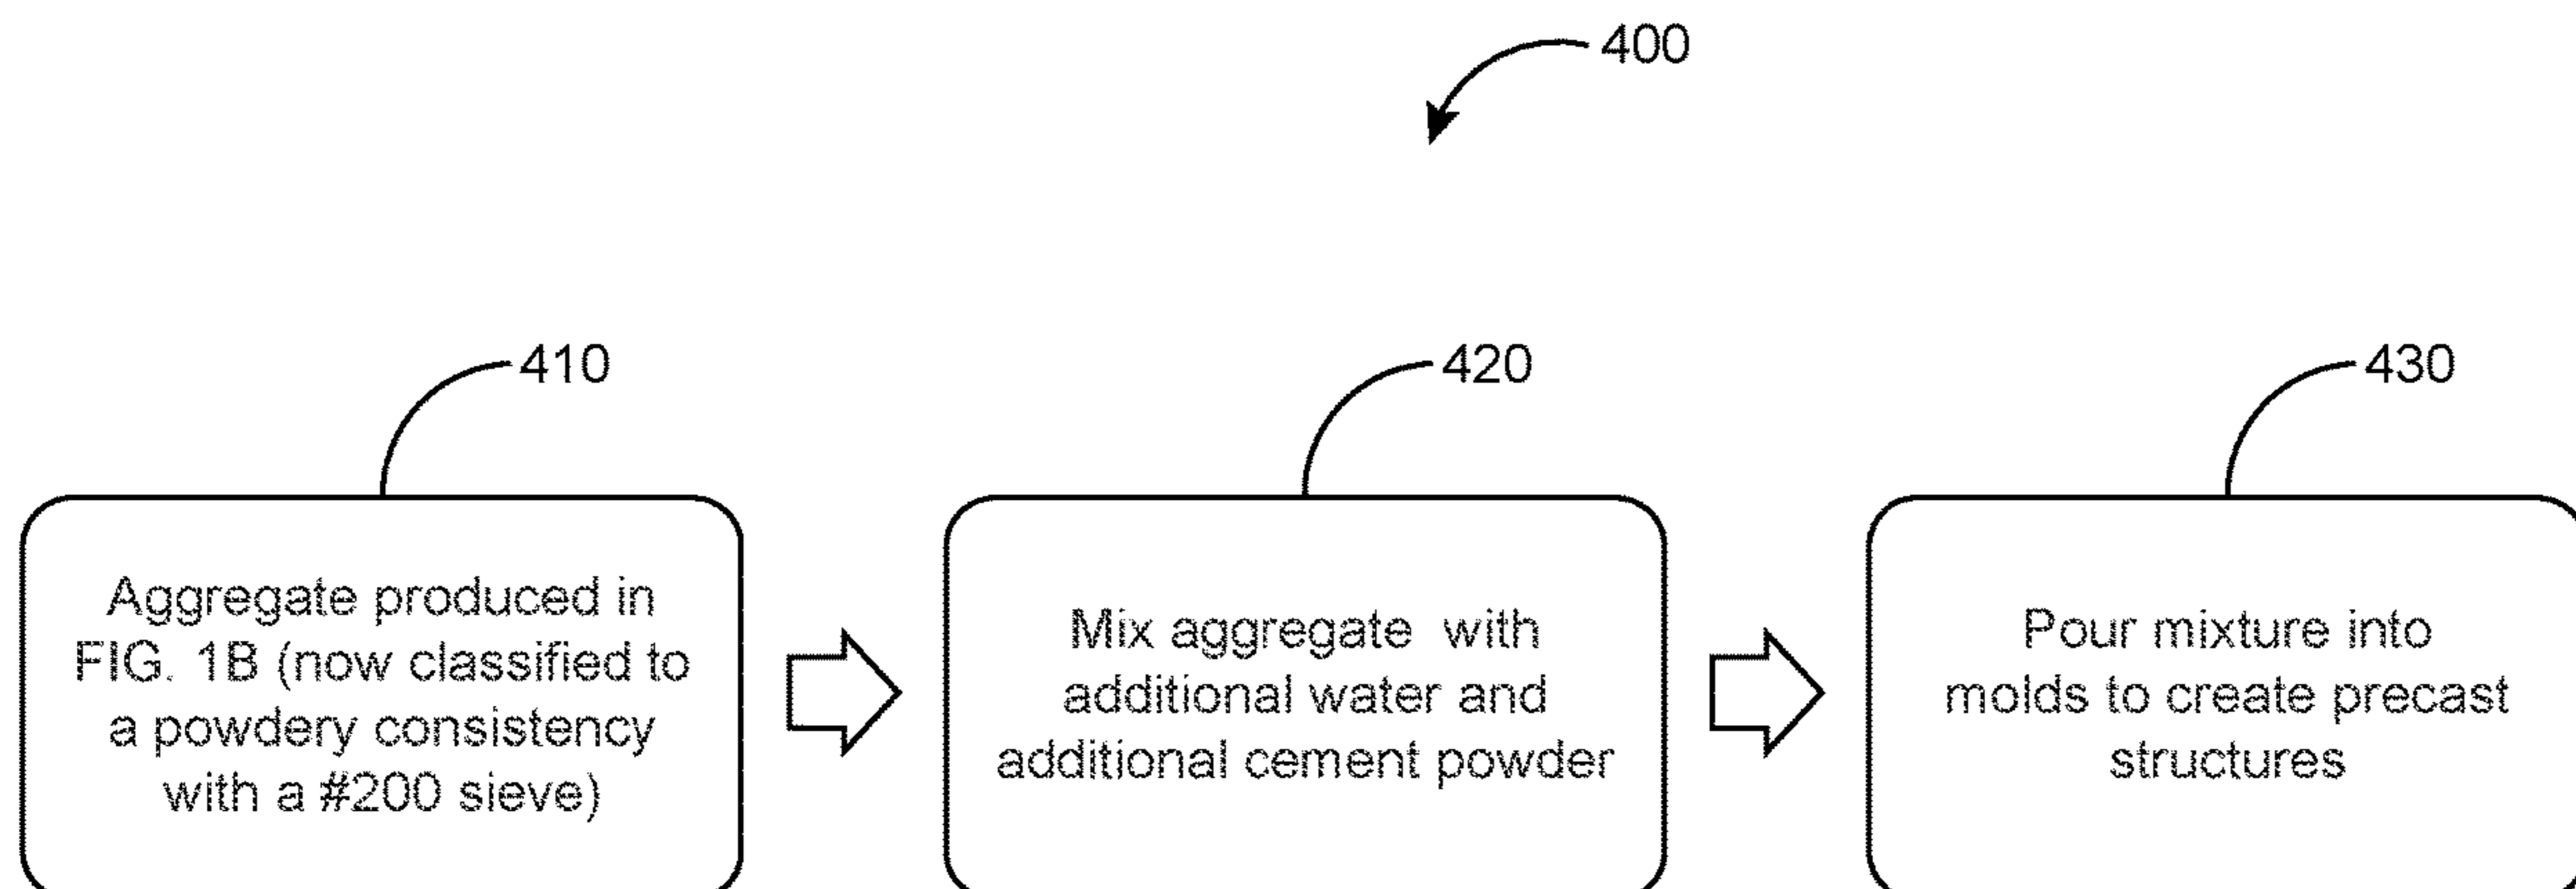 400
410
420
430
Aggregate produced in
FIG. 1B (now classified to
a powdery consistency
with a #200 sieve)
Mix aggregate with
additional water and
additional cement powder
Pour mixture into
molds to create precast
structures